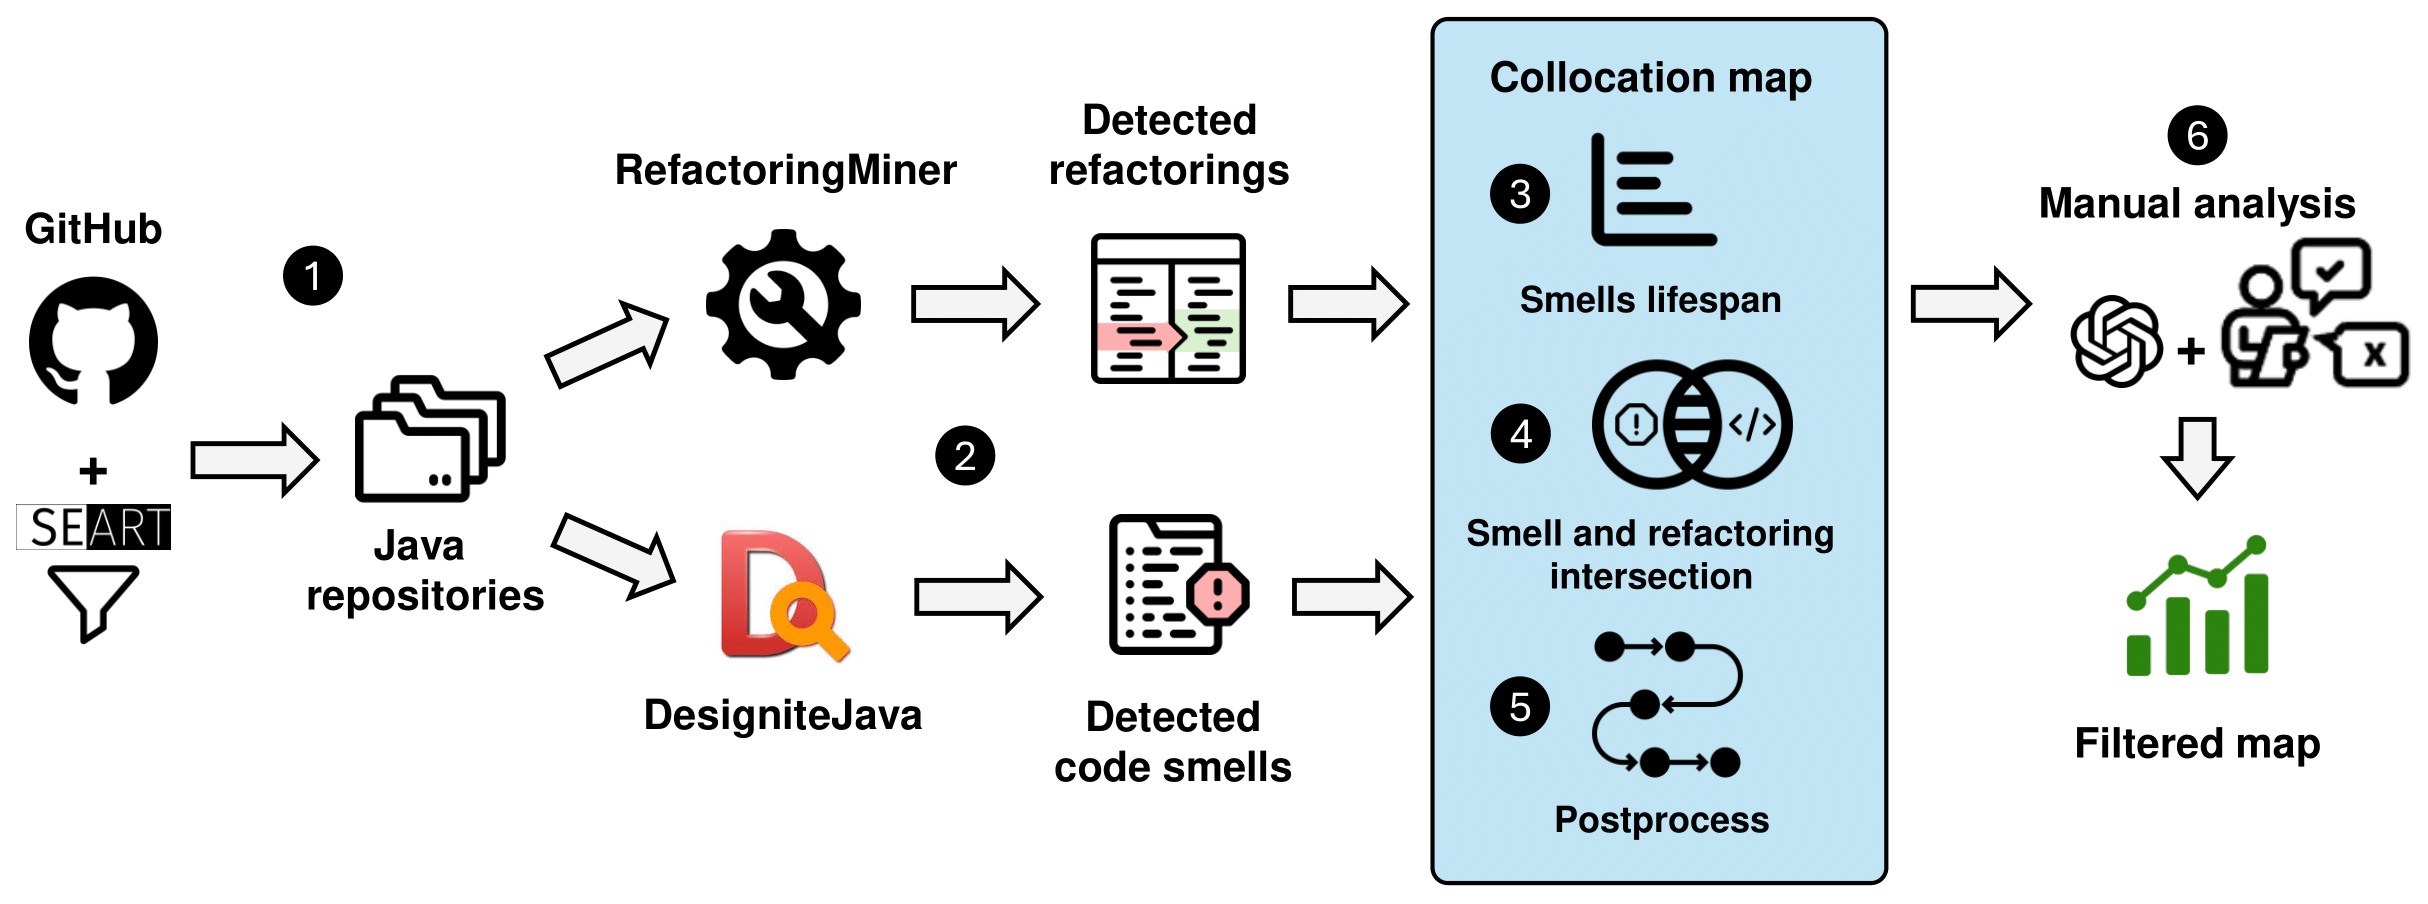 GitHub
+
SEART
1
Java
repositories
RefactoringMiner
DesigniteJava
2
Detected
refactorings
Detected
code smells
Collocation map
3
Smells lifespan
4
Smell and refactoring
intersection
5
Postprocess
6
Manual analysis
+
x
Filtered map